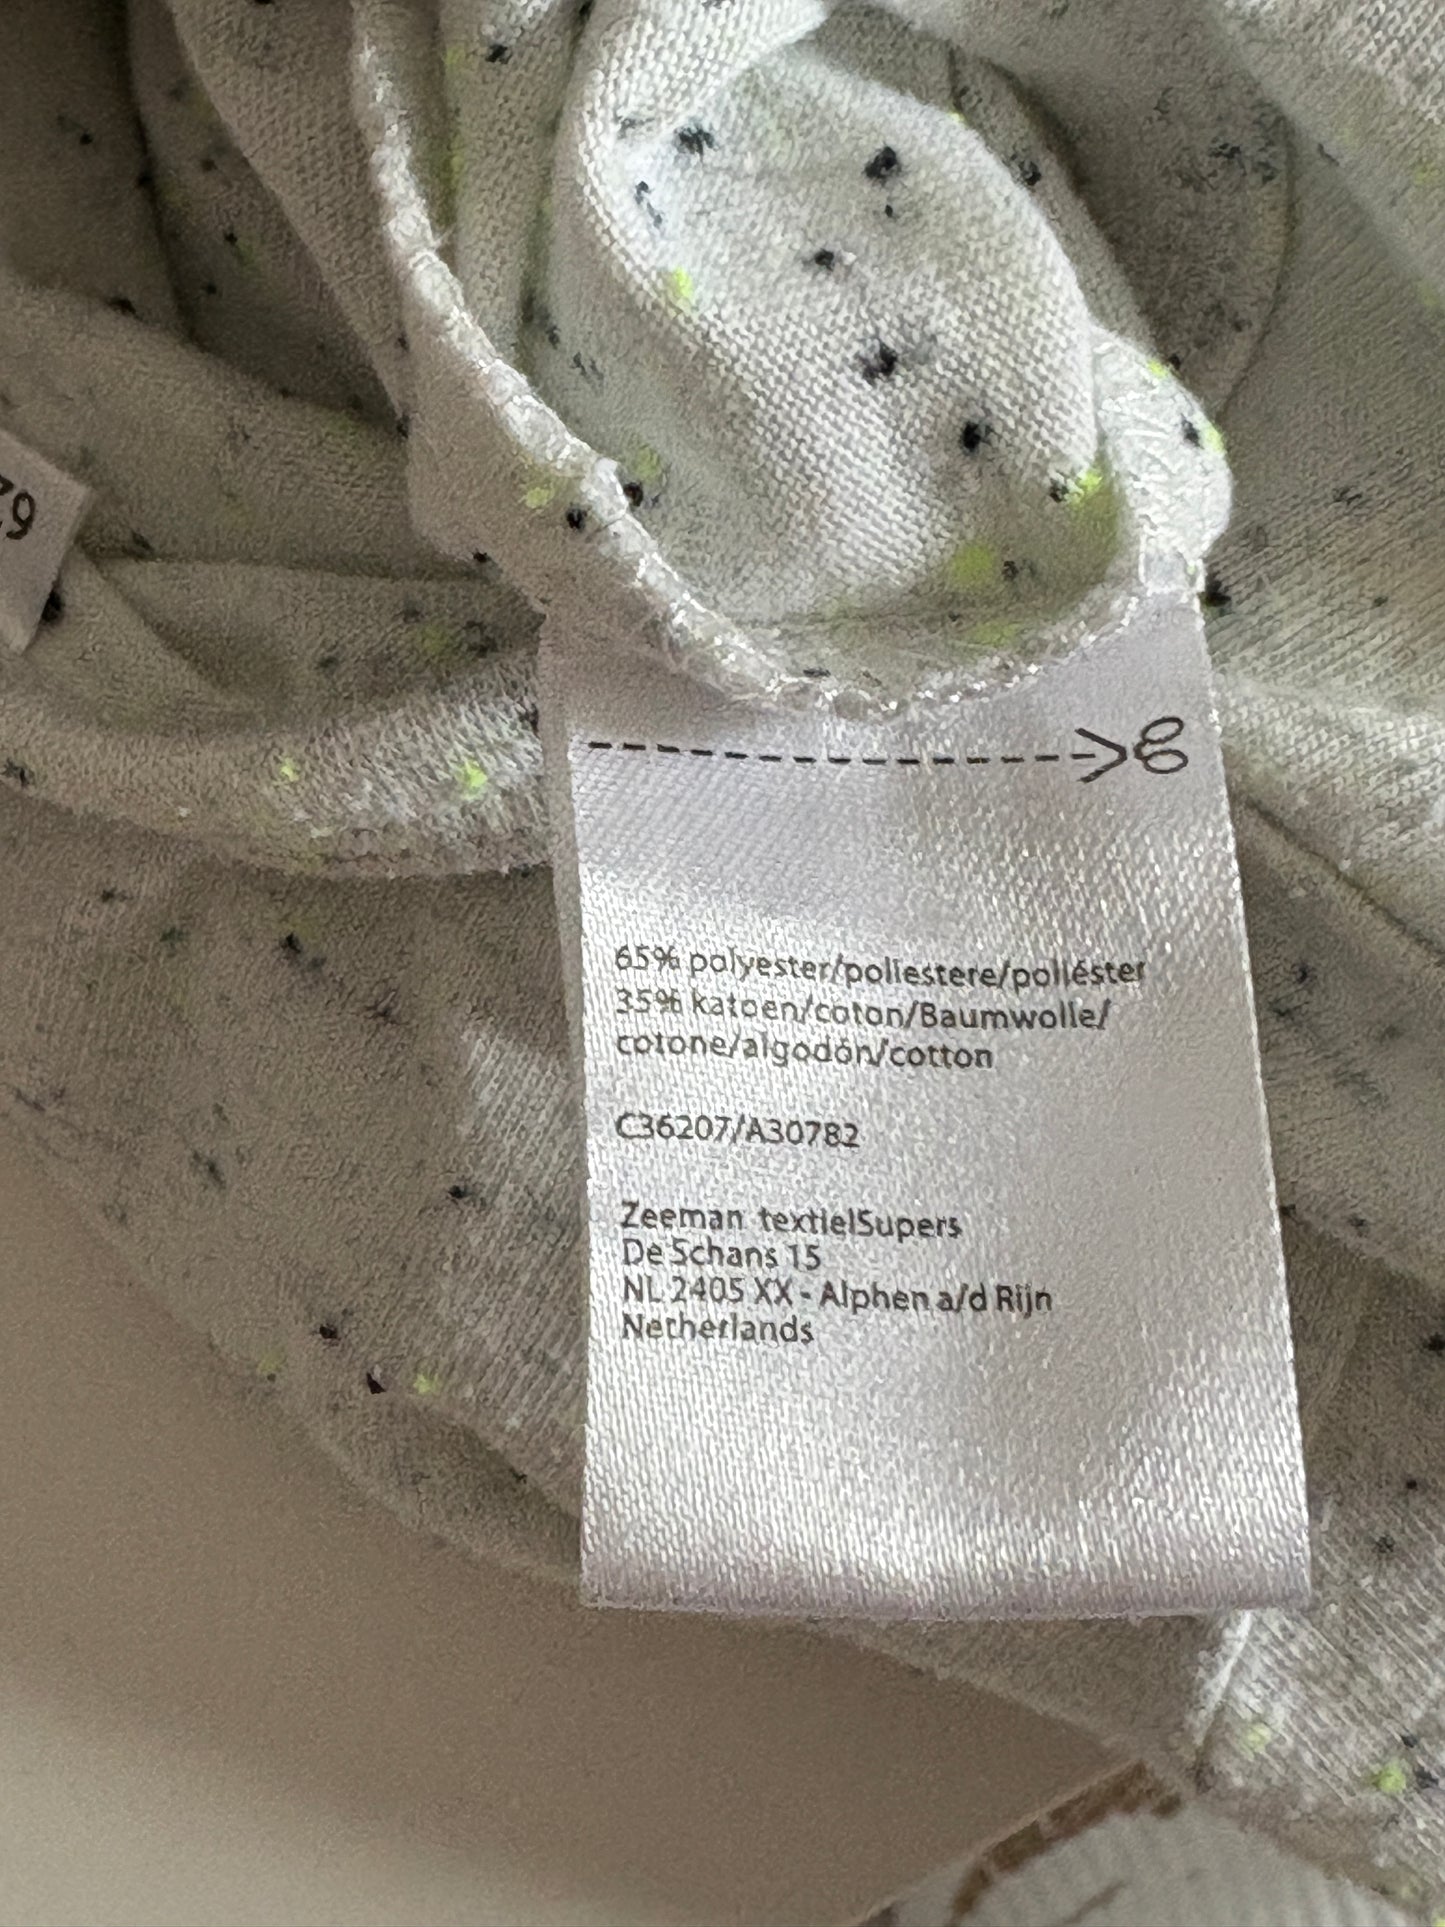 62
65% polyester/poliestere/poliéster
35% katoen/coton/Baumwolle/
cotone/algodón/cotton
C36207/A30782
Zeeman textielSupers
De Schans 15
NL 2405 XX - Alphen a/d Rijn
Netherlands